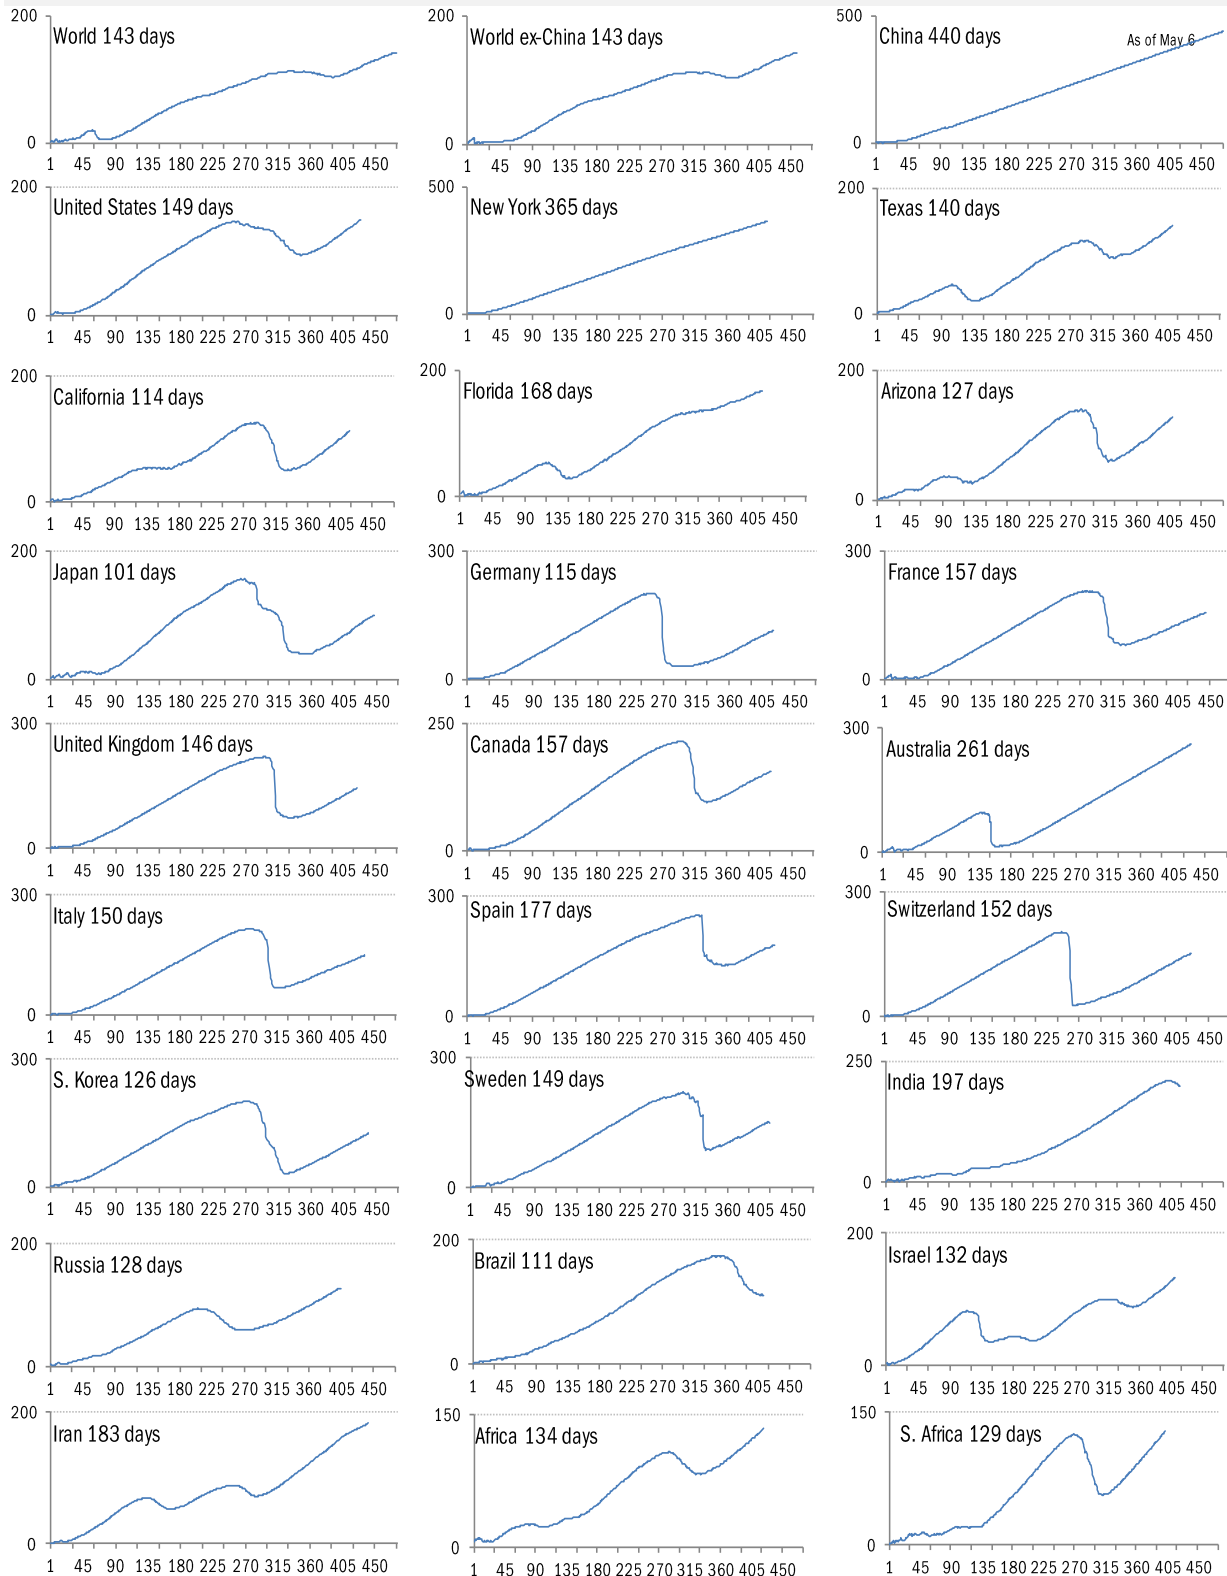 200
World 143 days
0
1 45 90 135 180 225 270 315 360 405 450
200
World ex-China 143 days
0
1 45 90 135 180 225 270 315 360 405 450
500
China 440 days
As of May 6
0
1 45 90 135 180 225 270 315 360 405 450
200
United States 149 days
0
1 45 90 135 180 225 270 315 360 405 450
500
New York 365 days
0
1 45 90 135 180 225 270 315 360 405 450
200
Texas 140 days
0
1 45 90 135 180 225 270 315 360 405 450
200
California 114 days
0
1 45 90 135 180 225 270 315 360 405 450
200
Florida 168 days
0
1 45 90 135 180 225 270 315 360 405 450
200
Arizona 127 days
0
1 45 90 135 180 225 270 315 360 405 450
200
Japan 101 days
0
1 45 90 135 180 225 270 315 360 405 450
300
Germany 115 days
0
1 45 90 135 180 225 270 315 360 405 450
300
France 157 days
0
1 45 90 135 180 225 270 315 360 405 450
300
United Kingdom 146 days
0
1 45 90 135 180 225 270 315 360 405 450
250
Canada 157 days
0
1 45 90 135 180 225 270 315 360 405 450
300
Australia 261 days
0
1 45 90 135 180 225 270 315 360 405 450
300
Italy 150 days
0
1 45 90 135 180 225 270 315 360 405 450
300
Spain 177 days
0
1 45 90 135 180 225 270 315 360 405 450
300
Switzerland 152 days
0
1 45 90 135 180 225 270 315 360 405 450
300
S. Korea 126 days
0
1 45 90 135 180 225 270 315 360 405 450
300
Sweden 149 days
0
1 45 90 135 180 225 270 315 360 405 450
250
India 197 days
0
1 45 90 135 180 225 270 315 360 405 450
200
Russia 128 days
0
1 45 90 135 180 225 270 315 360 405 450
200
Brazil 111 days
0
1 45 90 135 180 225 270 315 360 405 450
200
Israel 132 days
0
1 45 90 135 180 225 270 315 360 405 450
200
Iran 183 days
0
1 45 90 135 180 225 270 315 360 405 450
150
Africa 134 days
0
1 45 90 135 180 225 270 315 360 405 450
150
S. Africa 129 days
0
1 45 90 135 180 225 270 315 360 405 450